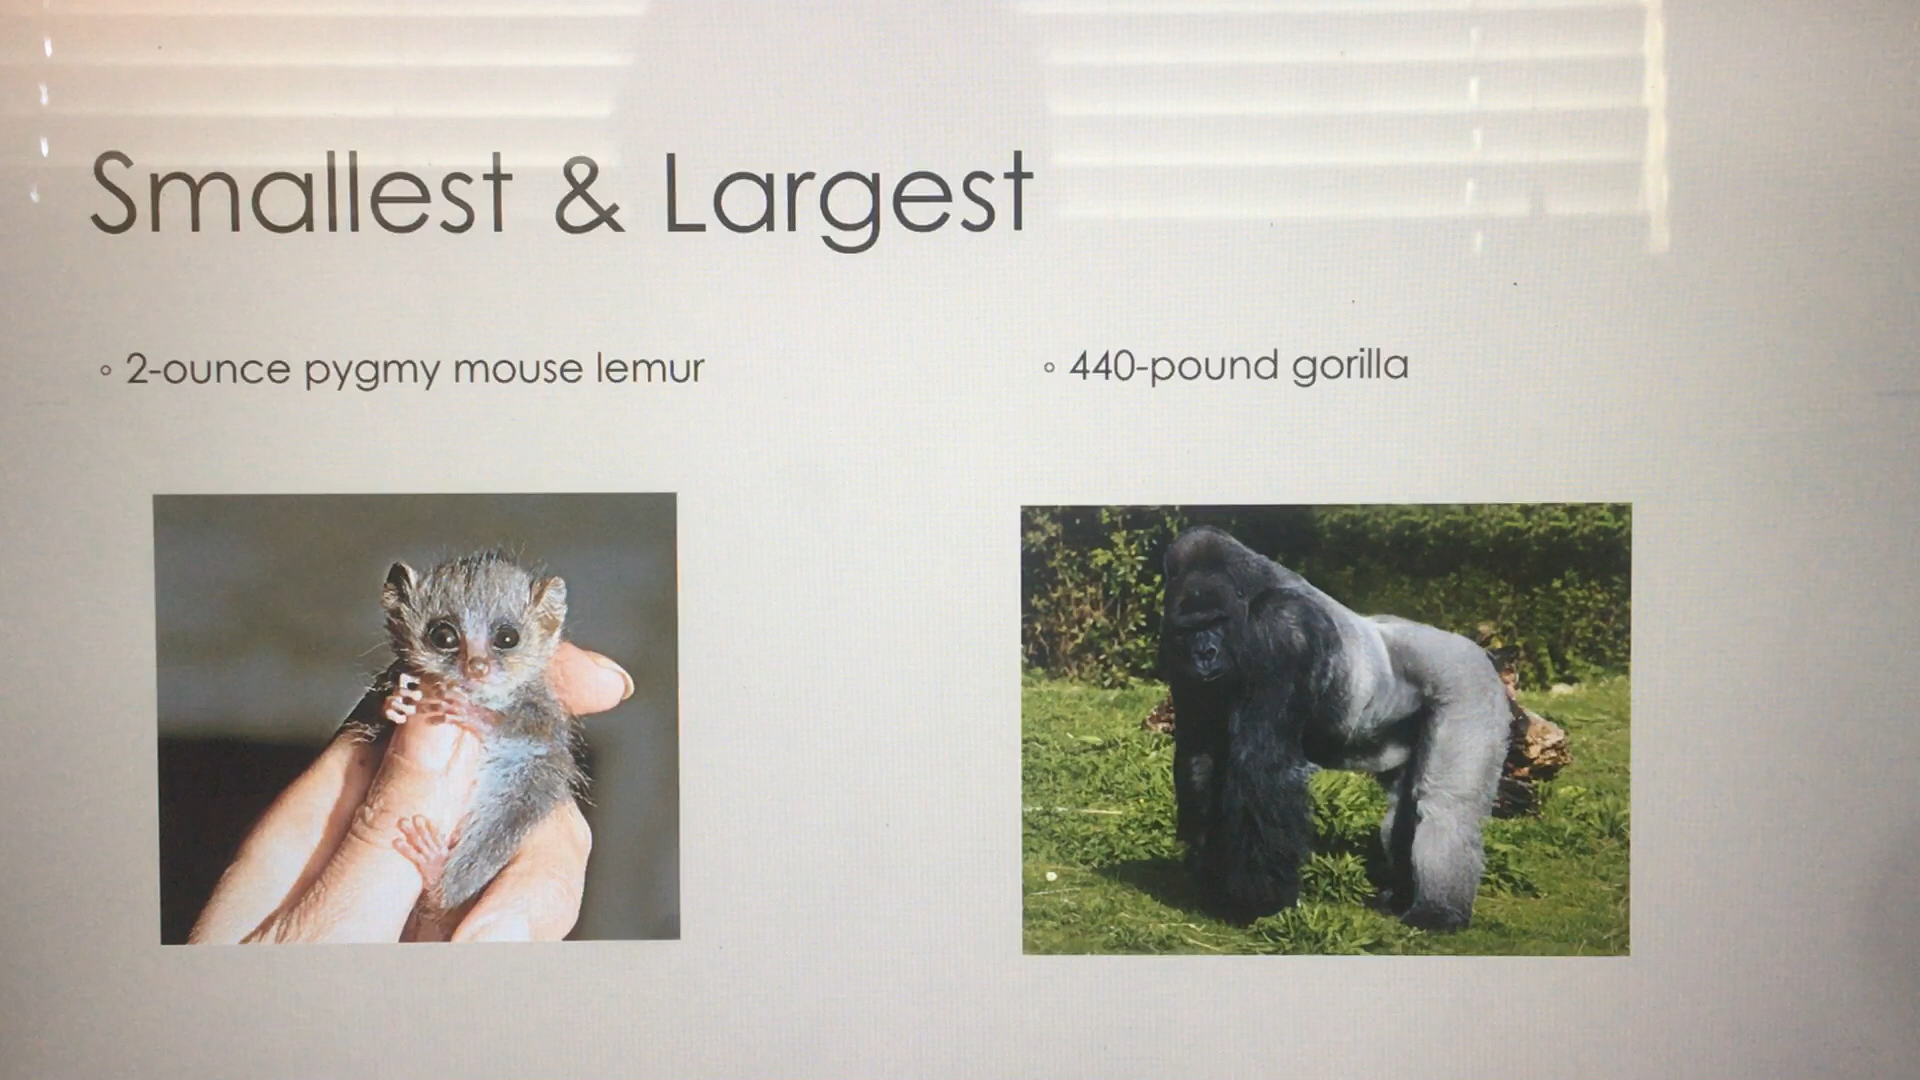 Smallest & Largest
◦ 2-ounce pygmy mouse lemur
◦ 440-pound gorilla